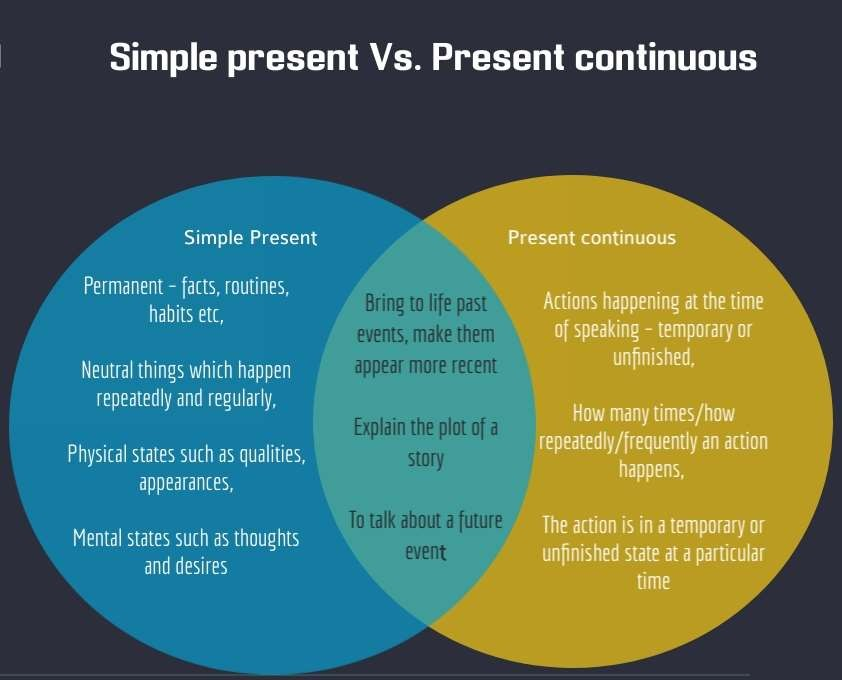 Simple present Vs. Present continuous
Simple Present
Permanent – facts, routines,
habits etc,
Neutral things which happen
repeatedly and regularly,
Physical states such as qualities,
appearances,
Mental states such as thoughts
and desires
Bring to life past
events, make them
appear more recent
Explain the plot of a
story
To talk about a future
event
Present continuous
Actions happening at the time
of speaking – temporary or
unfinished,
How many times/how
repeatedly/frequently an action
happens,
The action is in a temporary or
unfinished state at a particular
time